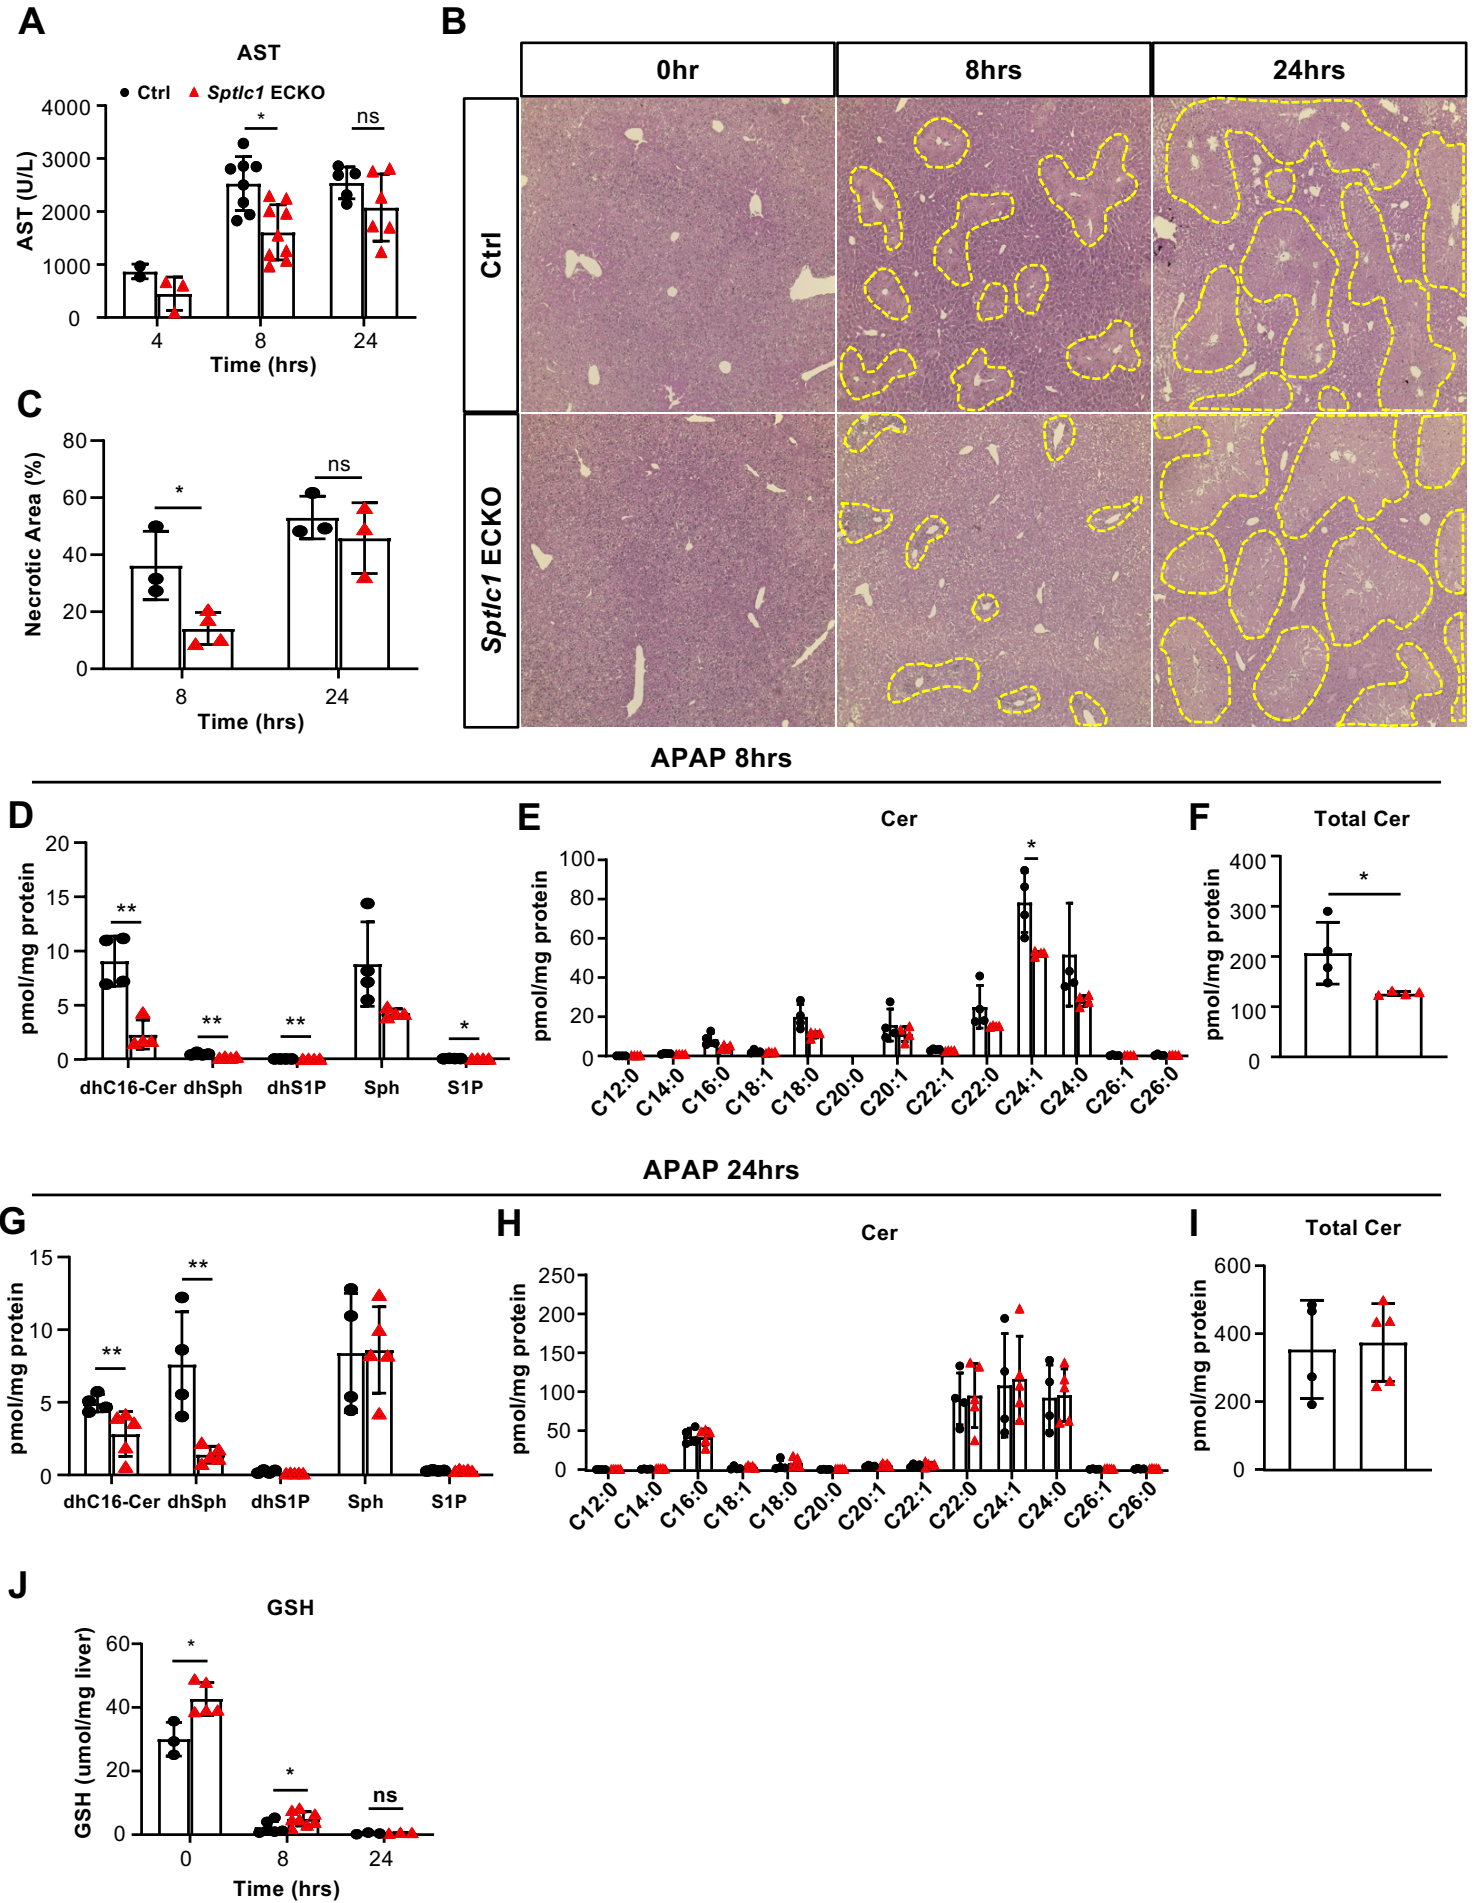 A
AST
Ctrl
Sptlc1 ECKO
AST (U/L)
4000
3000
2000
1000
0
*
ns
4
8
24
Time (hrs)
B
0hr
8hrs
24hrs
Ctrl
Sptlc1 ECKO
C
Necrotic Area (%)
80
60
40
20
0
*
ns
8
24
Time (hrs)
APAP 8hrs
D
pmol/mg protein
20
15
10
5
0
**
**
**
*
dhC16-Cer dhSph dhS1P Sph S1P
E
Cer
pmol/mg protein
100
80
60
40
20
0
*
C12:0 C14:0 C16:0 C18:1 C18:0 C20:0 C20:1 C22:1 C22:0 C24:1 C24:0 C26:1 C26:0
F
Total Cer
pmol/mg protein
400
300
200
100
0
*
APAP 24hrs
G
pmol/mg protein
15
10
5
0
**
**
dhC16-Cer dhSph dhS1P Sph S1P
H
Cer
pmol/mg protein
250
200
150
100
50
0
C12:0 C14:0 C16:0 C18:1 C18:0 C20:0 C20:1 C22:1 C22:0 C24:1 C24:0 C26:1 C26:0
I
Total Cer
pmol/mg protein
600
400
200
0
J
GSH
GSH (umol/mg liver)
60
40
20
0
*
*
ns
0
8
24
Time (hrs)